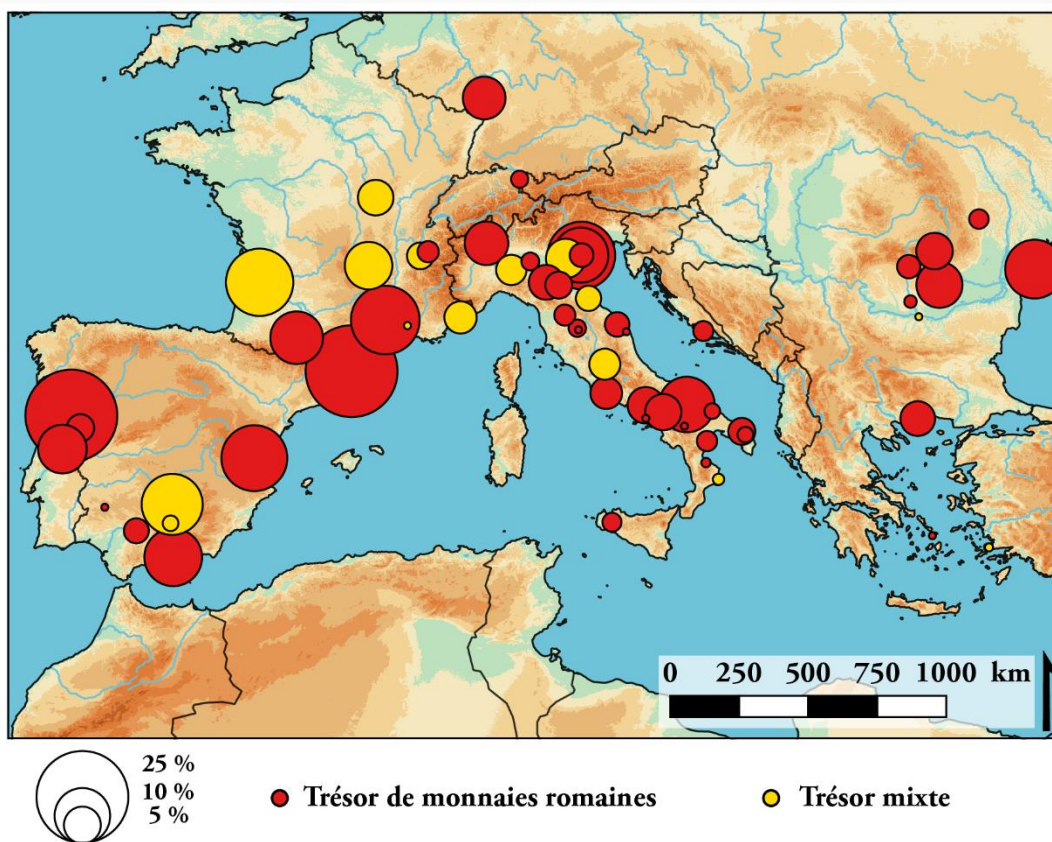 0 250 500 750 1000 km
25 %
10 %
5 %
Trésor de monnaies romaines
Trésor mixte